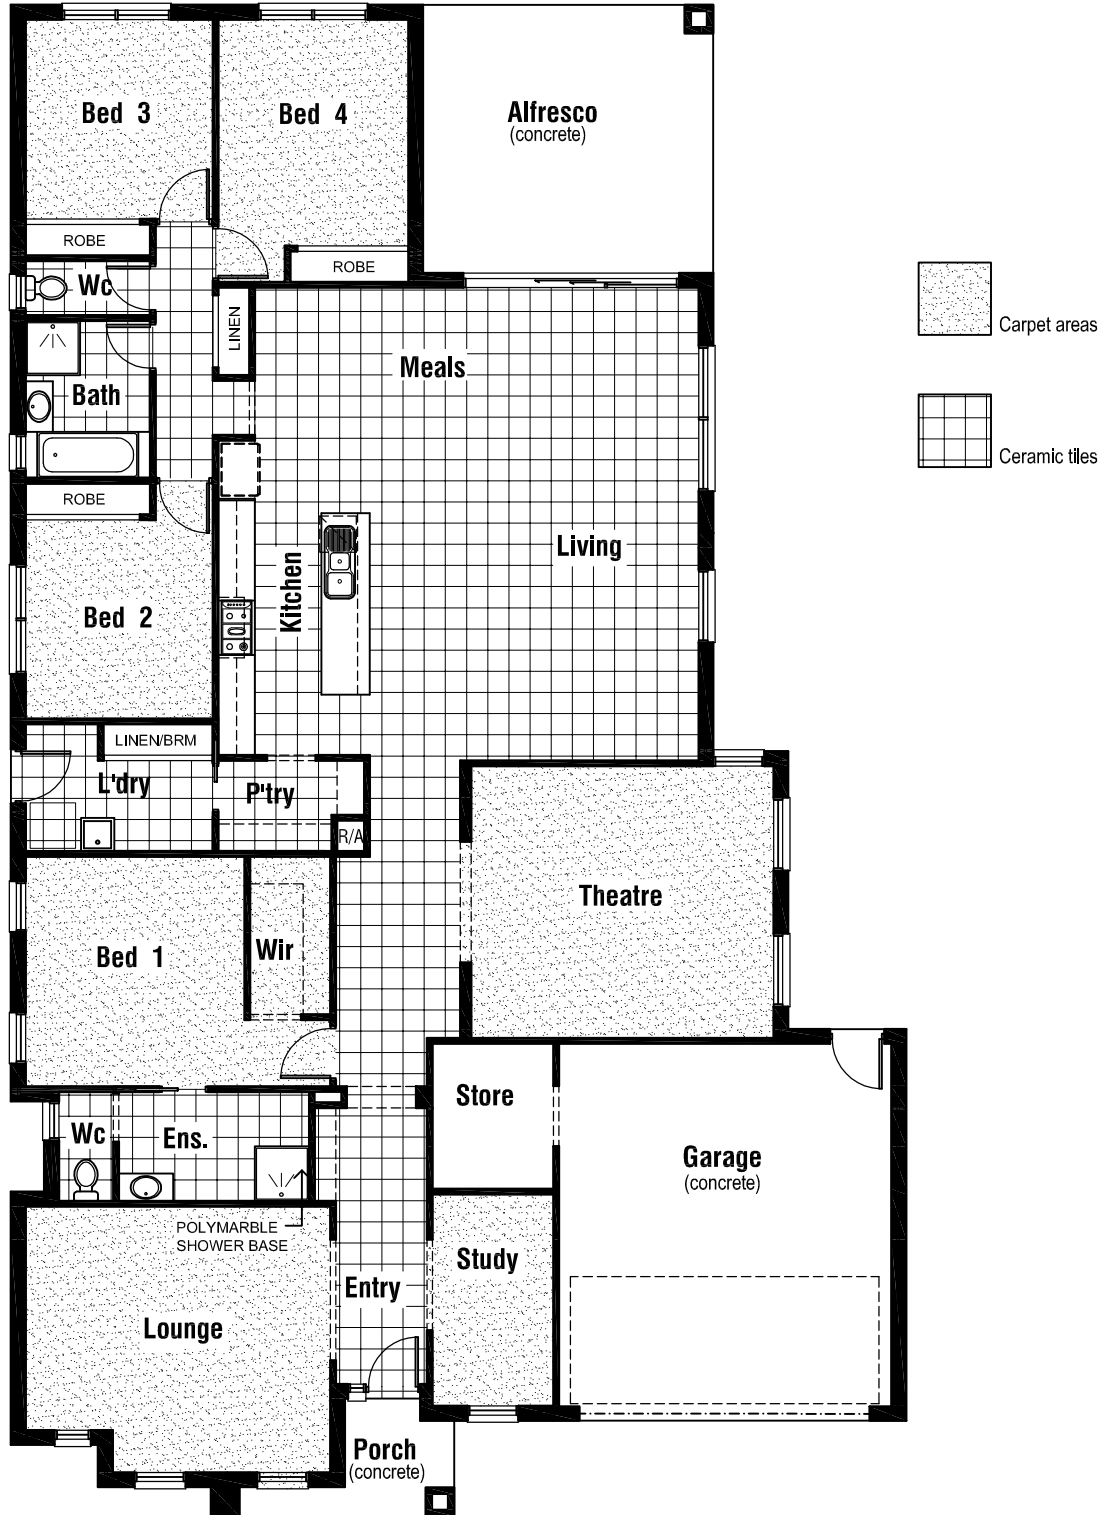 Bed 3
Bed 4
Alfresco
(concrete)
ROBE
ROBE
Wc
LINEN
Carpet areas
Meals
Bath
Ceramic tiles
ROBE
Living
Kitchen
Bed 2
LINEN/BRM
L'dry
P'try
R/A
Theatre
Bed 1
Wir
Store
Wc
Ens.
Garage
(concrete)
POLYMARBLE
SHOWER BASE
Study
Entry
Lounge
Porch
(concrete)